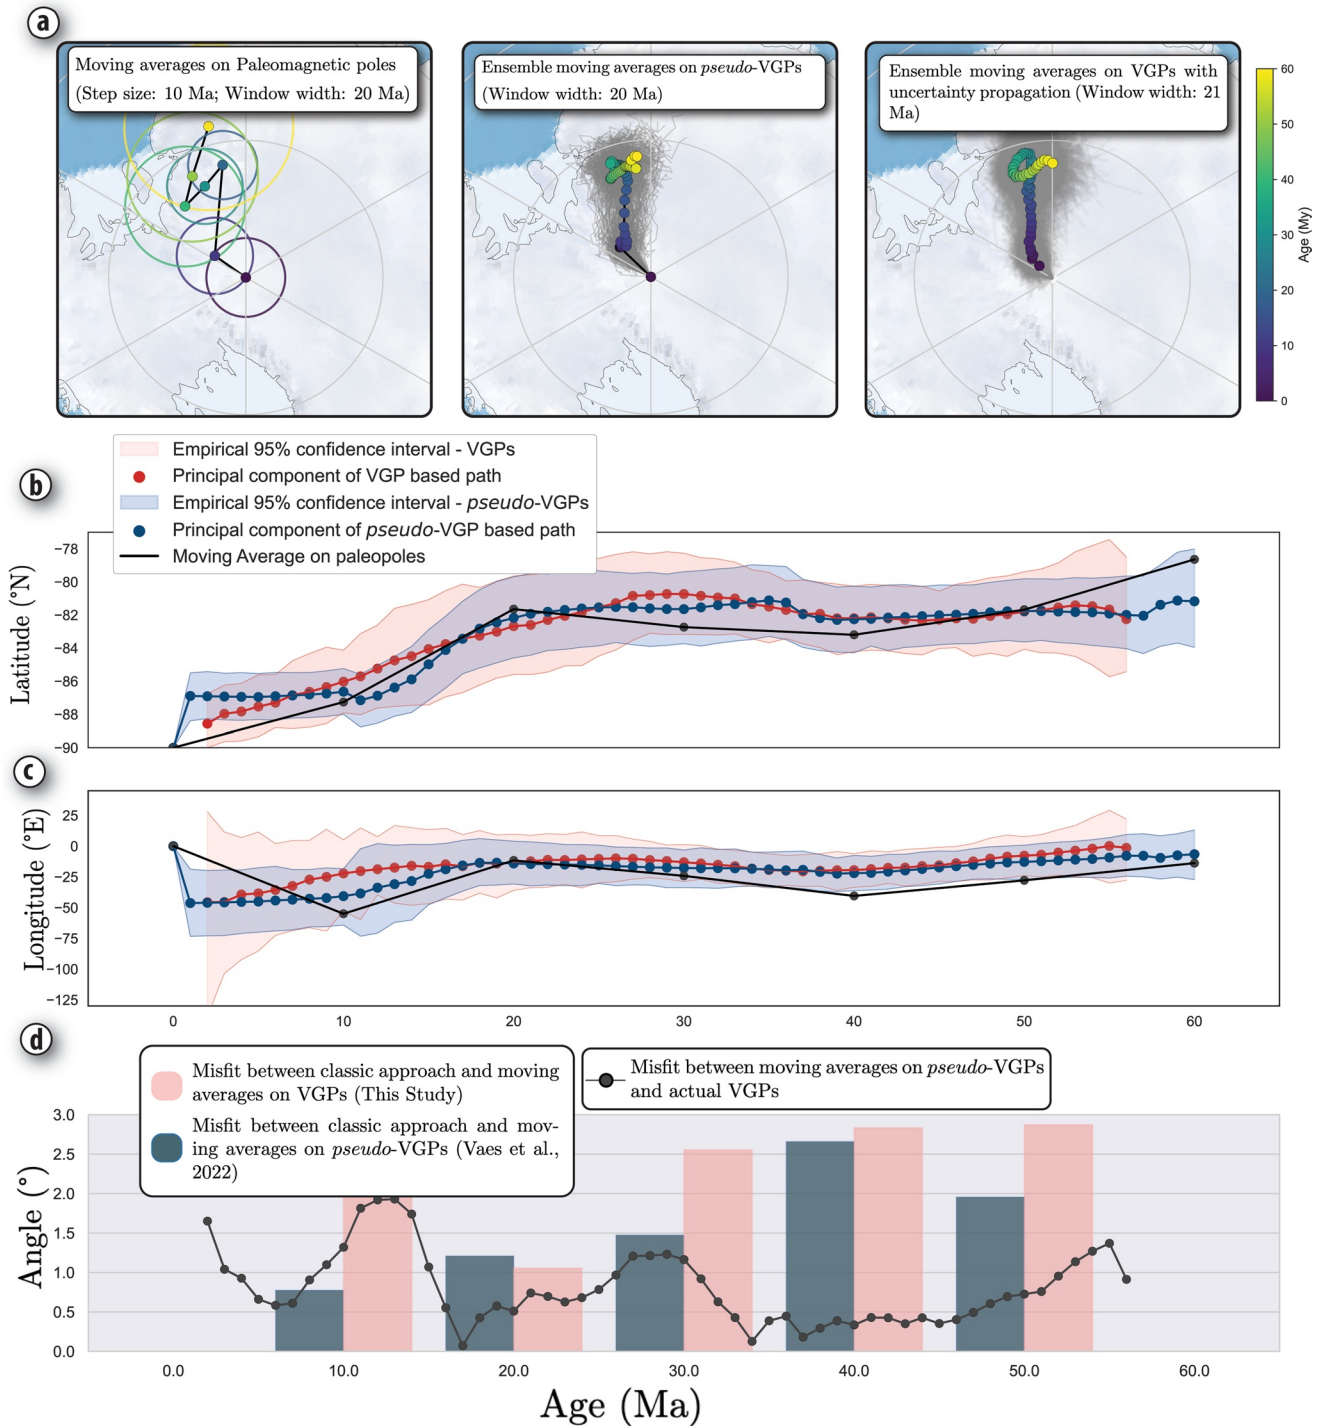 a
Moving averages on Paleomagnetic poles
(Step size: 10 Ma; Window width: 20 Ma)
Ensemble moving averages on pseudo-VGPs
(Window width: 20 Ma)
Ensemble moving averages on VGPs with
uncertainty propagation (Window width: 21
Ma)
60
50
40
30
20
10
0
Age (My)
b
Empirical 95% confidence interval - VGPs
Principal component of VGP based path
Empirical 95% confidence interval - pseudo-VGPs
Principal component of pseudo-VGP based path
Moving Average on paleopoles
Latitude (°N)
−78
−80
−82
−84
−86
−88
−90
c
Longitude (°E)
25
0
−25
−50
−75
−100
−125
0 10 20 30 40 50 60
d
Misfit between classic approach and moving
averages on VGPs (This Study)
Misfit between classic approach and mov-
ing averages on pseudo-VGPs (Vaes et al.,
2022)
Misfit between moving averages on pseudo-VGPs
and actual VGPs
Angle (°)
3.0
2.5
2.0
1.5
1.0
0.5
0.0
0.0 10.0 20.0 30.0 40.0 50.0 60.0
Age (Ma)